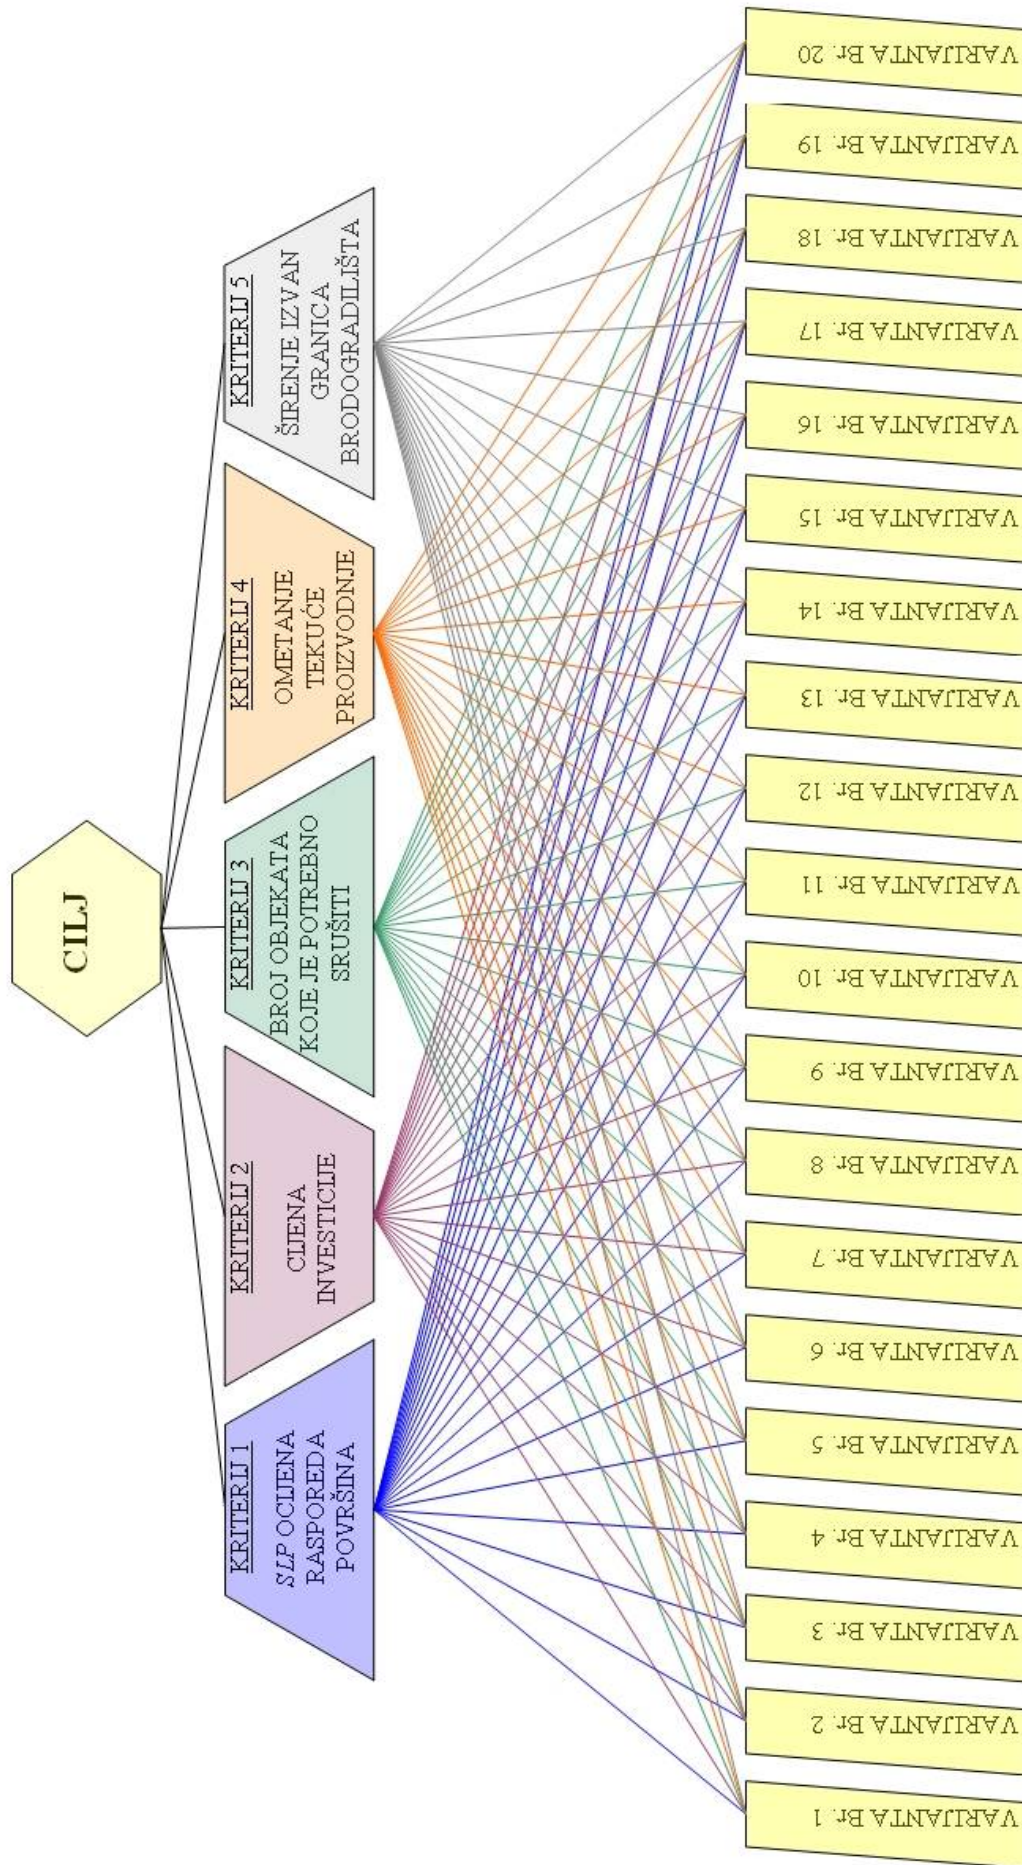 CILJ
KRITERIJ 1
SLP OCIJENA
RASPOREDA
POVRŠINA
KRITERIJ 2
CIJENA
INVESTICIJE
KRITERIJ 3
BROJ OBJEKATA
KOJE JE POTREBNO
SRUŠITI
KRITERIJ 4
OMETANJE
TEKUĆE
PROIZVODNJE
KRITERIJ 5
ŠIRENJE IZVAN
GRANICA
BRODOGRADILIŠTA
VARIJANTA Br. 1
VARIJANTA Br. 2
VARIJANTA Br. 3
VARIJANTA Br. 4
VARIJANTA Br. 5
VARIJANTA Br. 6
VARIJANTA Br. 7
VARIJANTA Br. 8
VARIJANTA Br. 9
VARIJANTA Br. 10
VARIJANTA Br. 11
VARIJANTA Br. 12
VARIJANTA Br. 13
VARIJANTA Br. 14
VARIJANTA Br. 15
VARIJANTA Br. 16
VARIJANTA Br. 17
VARIJANTA Br. 18
VARIJANTA Br. 19
VARIJANTA Br. 20